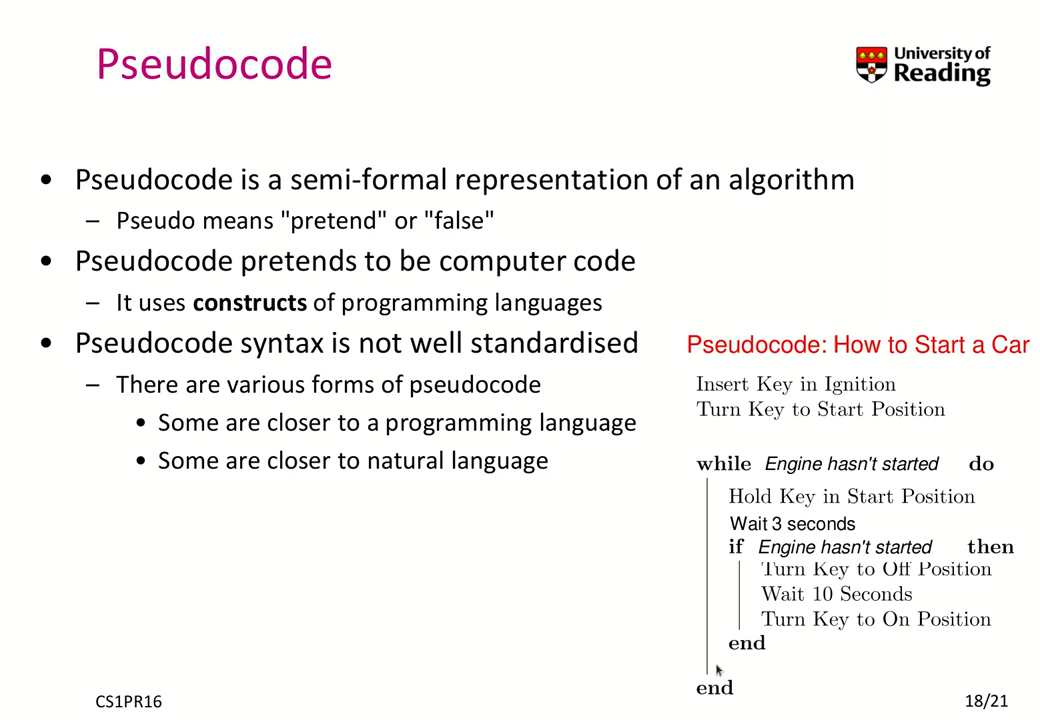 Pseudocode
University of
Reading
• Pseudocode is a semi-formal representation of an algorithm
– Pseudo means "pretend" or "false"
• Pseudocode pretends to be computer code
– It uses constructs of programming languages
• Pseudocode syntax is not well standardised
– There are various forms of pseudocode
• Some are closer to a programming language
• Some are closer to natural language
Pseudocode: How to Start a Car
Insert Key in Ignition
Turn Key to Start Position
while Engine hasn't started do
Hold Key in Start Position
Wait 3 seconds
if Engine hasn't started then
Turn Key to Off Position
Wait 10 Seconds
Turn Key to On Position
end
end
CS1PR16
18/21